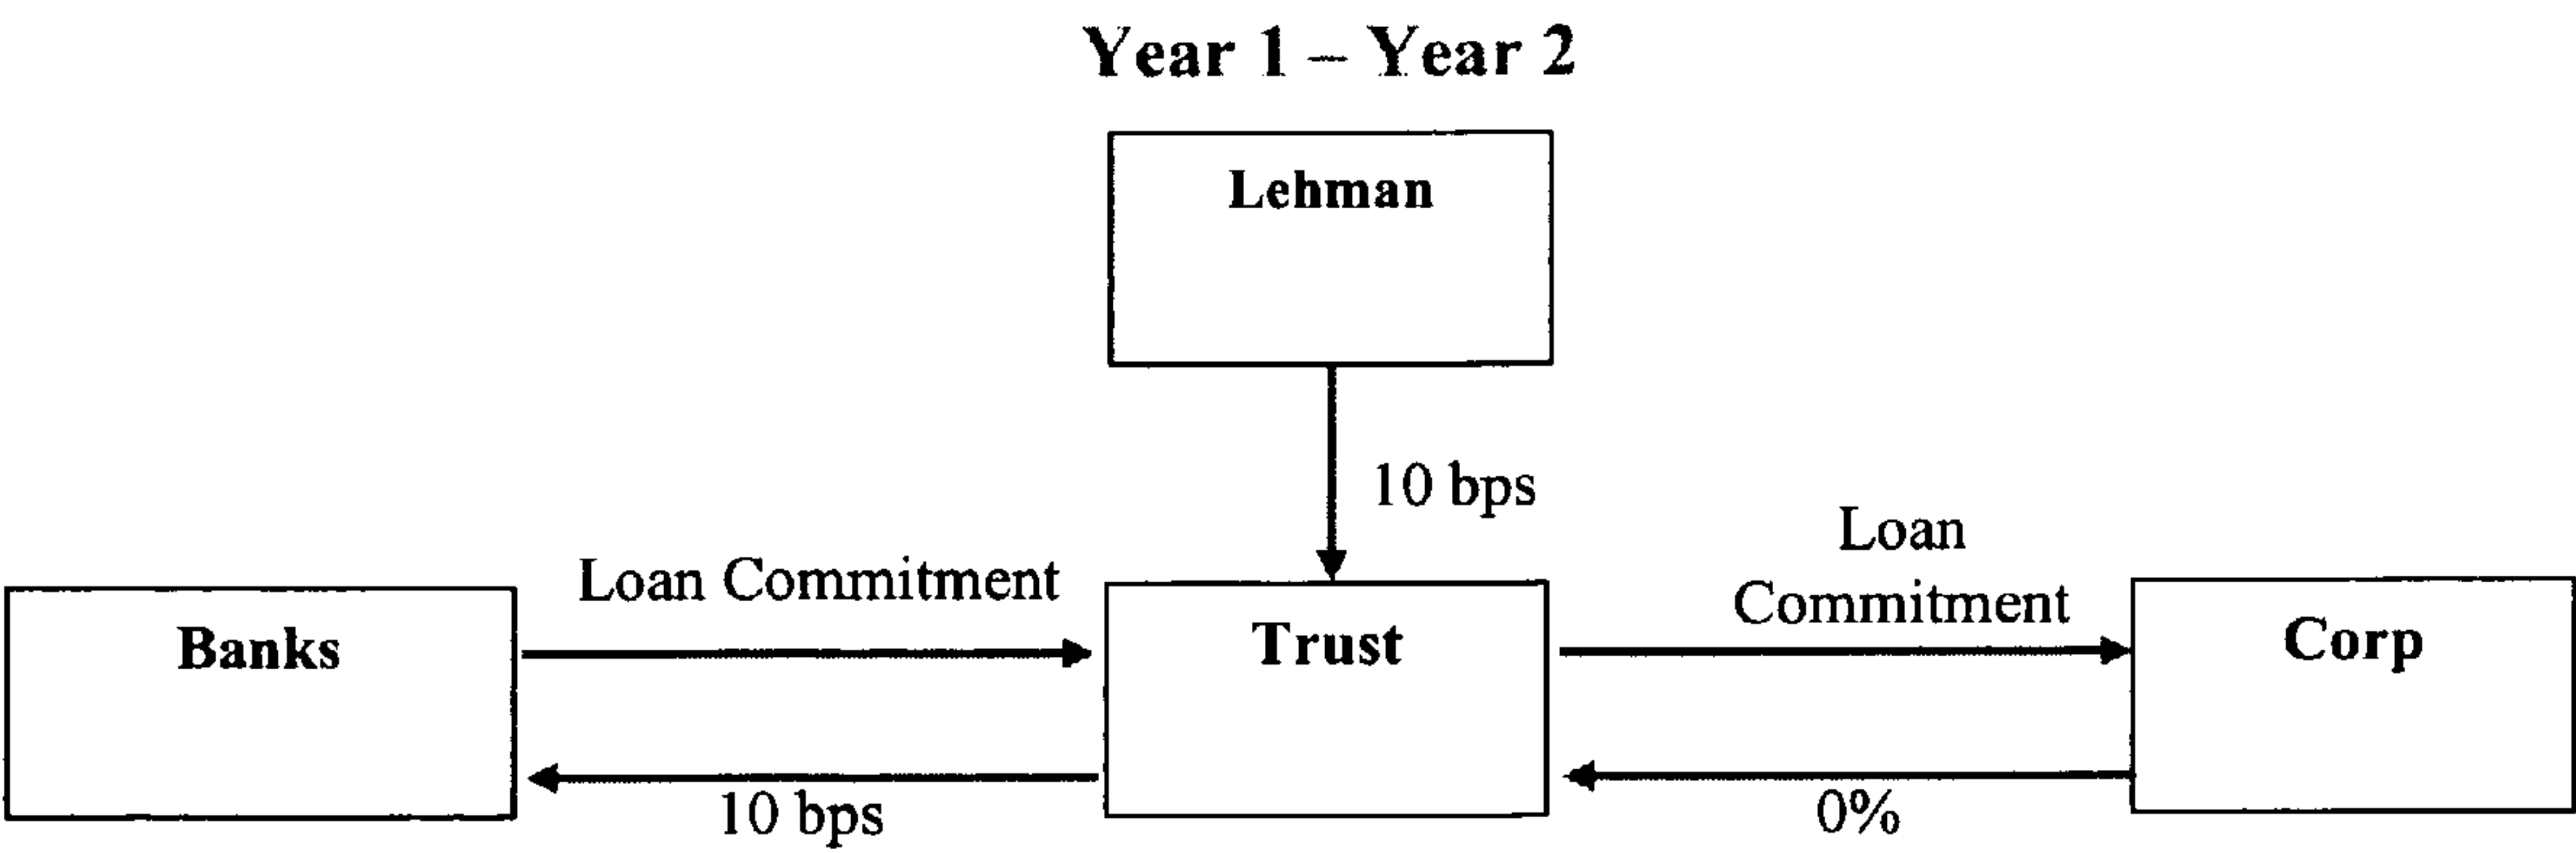 Year 1 – Year 2
Lehman
10 bps
Loan
Commitment
Loan Commitment
Banks
Trust
Corp
10 bps
0%